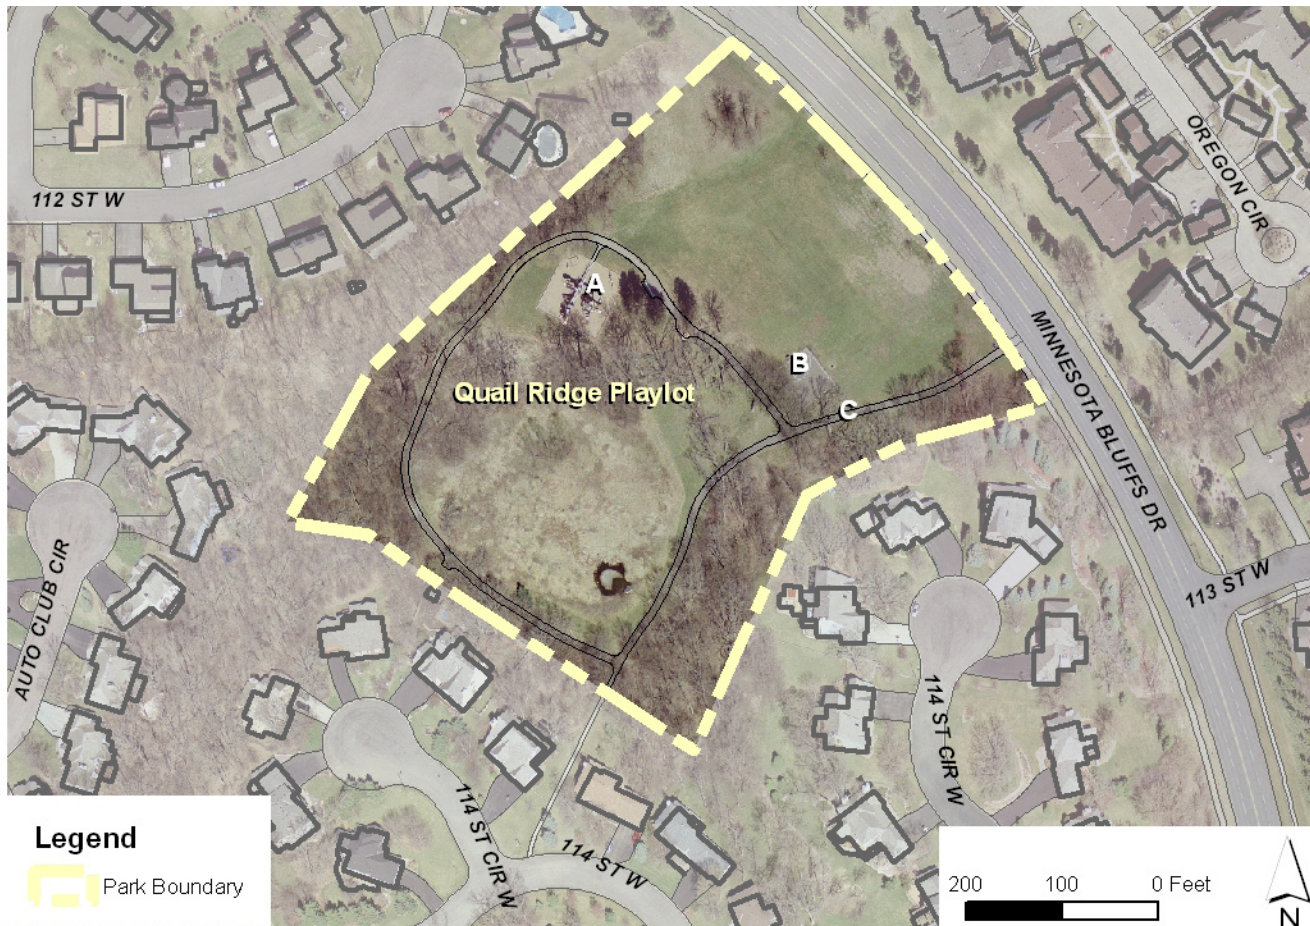 112 ST W
OREGON CIR
A
MINNESOTA BLUFFS DR
B
Quail Ridge Playlot
C
113 ST W
AUTO CLUB CIR
114 ST CIR W
114 ST CIR W
114 ST W
Legend
Park Boundary
200 100 0 Feet
N